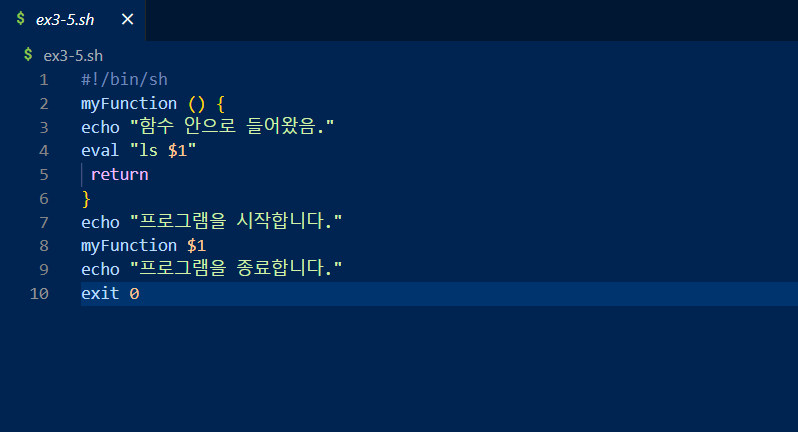 $ ex3-5.sh ×
$ ex3-5.sh
1 #!/bin/sh
2 myFunction () {
3 echo "함수 안으로 들어왔음."
4 eval "ls $1"
5 return
6 }
7 echo "프로그램을 시작합니다."
8 myFunction $1
9 echo "프로그램을 종료합니다."
10 exit 0